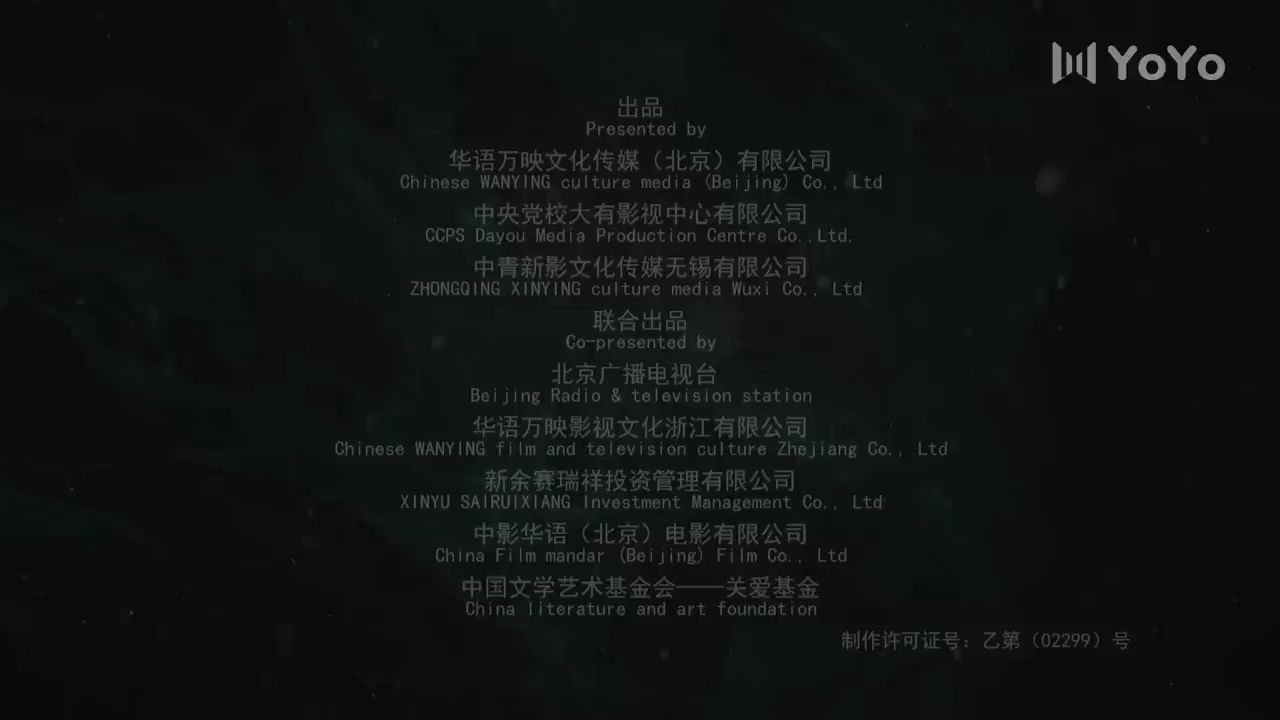 YoYo
出品
Presented by
华语万映文化传媒（北京）有限公司
Chinese WANYING culture media (Beijing) Co., Ltd
中央党校大有影视中心有限公司
CCPS Dayou Media Production Centre Co.,Ltd.
中青新影文化传媒无锡有限公司
ZHONGQING XINYING culture media Wuxi Co., Ltd
联合出品
Co-presented by
北京广播电视台
Beijing Radio & television station
华语万映影视文化浙江有限公司
Chinese WANYING film and television culture Zhejiang Co., Ltd
新余赛瑞祥投资管理有限公司
XINYU SAIRUIXIANG Investment Management Co., Ltd
中影华语（北京）电影有限公司
China Film mandar (Beijing) Film Co., Ltd
中国文学艺术基金会——关爱基金
China literature and art foundation
制作许可证号：乙第（02299）号